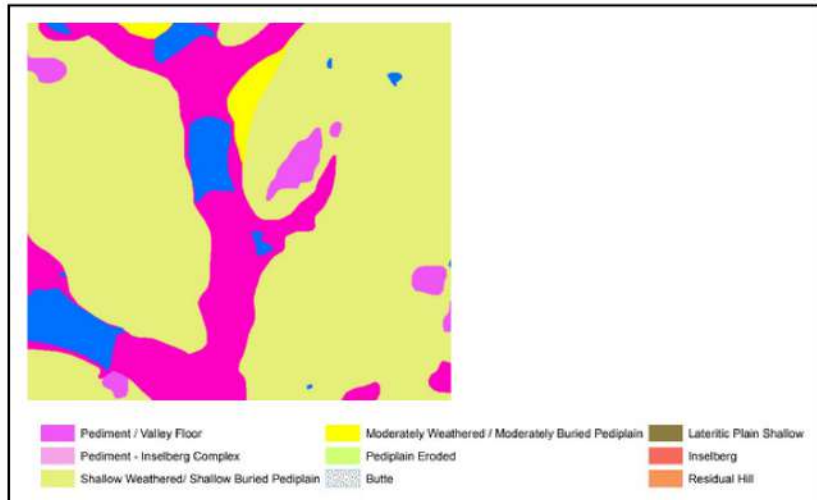 Pediment / Valley Floor
Moderately Weathered / Moderately Buried Pediplain
Lateritic Plain Shallow
Pediment - Inselberg Complex
Pediplain Eroded
Inselberg
Shallow Weathered/ Shallow Buried Pediplain
Butte
Residual Hill